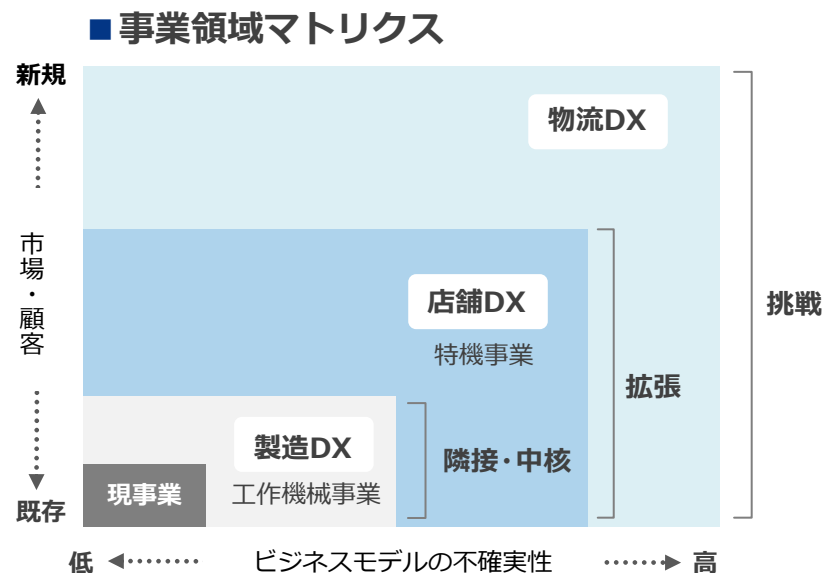 ■事業領域マトリクス
新規
物流DX
市場・顧客
店舗DX
特機事業
挑戦
拡張
製造DX
隣接・中核
現事業
工作機械事業
既存
低
ビジネスモデルの不確実性
高